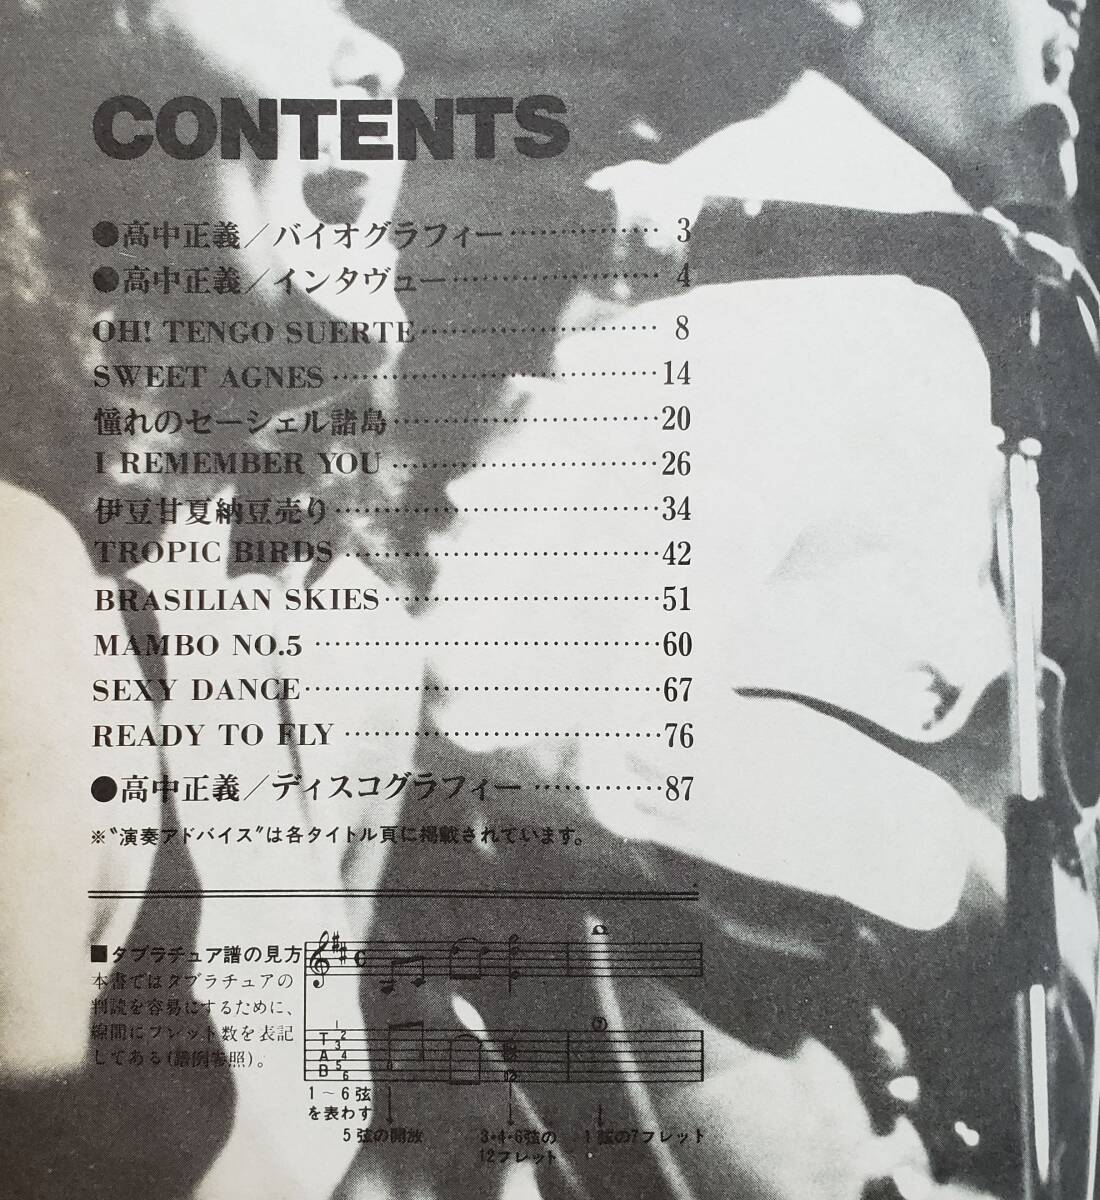 CONTENTS
●高中正義/バイオグラフィー…………… 3
●高中正義/インタヴュー………………… 4
OH! TENGO SUERTE…………………… 8
SWEET AGNES……………………………14
憧れのセーシェル諸島………………………20
I REMEMBER YOU………………………26
伊豆甘夏納豆売り……………………………34
TROPIC BIRDS……………………………42
BRASILIAN SKIES………………………51
MAMBO NO.5………………………………60
SEXY DANCE………………………………67
READY TO FLY……………………………76
●高中正義/ディスコグラフィー…………87
※〝演奏アドバイス〟は各タイトル頁に掲載されています。
■タブラチュア譜の見方
本書ではタブラチュアの
判読を容易にするために、
線間にフレット数を表記
してある(譜例参照)。
T
A
B
1
2
3
4
5
6
7
1～6弦
を表わす
5弦の開放
3・4・6弦の
12フレット
1弦の7フレット